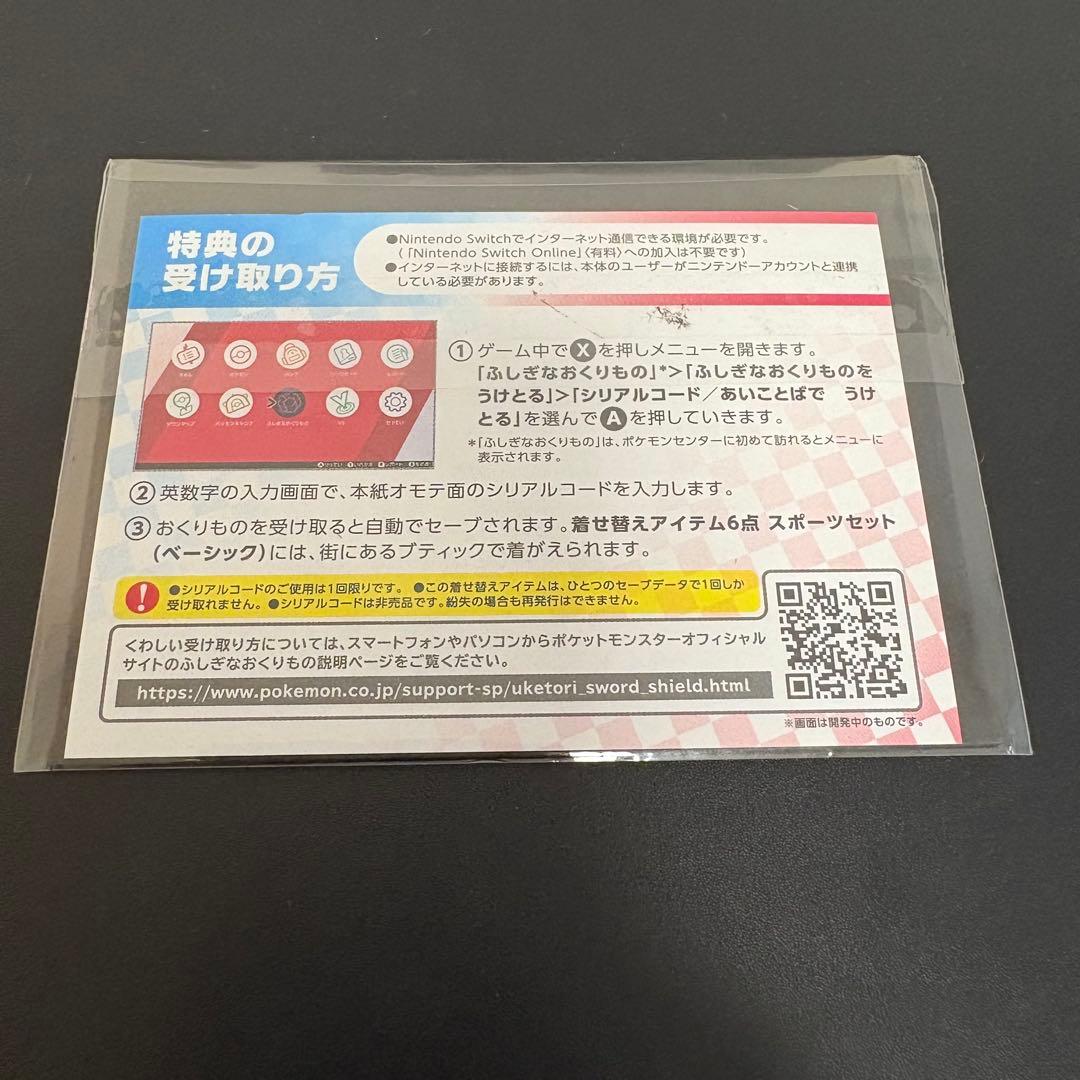 特典の
受け取り方
●Nintendo Switchでインターネット通信できる環境が必要です。
(「Nintendo Switch Online」〈有料〉への加入は不要です)
●インターネットに接続するには、本体のユーザーがニンテンドーアカウントと連携
している必要があります。
① ゲーム中でXを押しメニューを開きます。
「ふしぎなおくりもの」*>「ふしぎなおくりものを
うけとる」>「シリアルコード/あいことばで うけ
とる」を選んでAを押していきます。
*「ふしぎなおくりもの」は、ポケモンセンターに初めて訪れるとメニューに
表示されます。
② 英数字の入力画面で、本紙オモテ面のシリアルコードを入力します。
③ おくりものを受け取ると自動でセーブされます。着せ替えアイテム6点 スポーツセット
(ベーシック)には、街にあるブティックで着がえられます。
●シリアルコードのご使用は1回限りです。 ●この着せ替えアイテムは、ひとつのセーブデータで1回しか
受け取れません。 ●シリアルコードは非売品です。紛失の場合も再発行はできません。
くわしい受け取り方については、スマートフォンやパソコンからポケットモンスターオフィシャル
サイトのふしぎなおくりもの説明ページをご覧ください。
https://www.pokemon.co.jp/support-sp/uketori_sword_shield.html
※画面は開発中のものです。